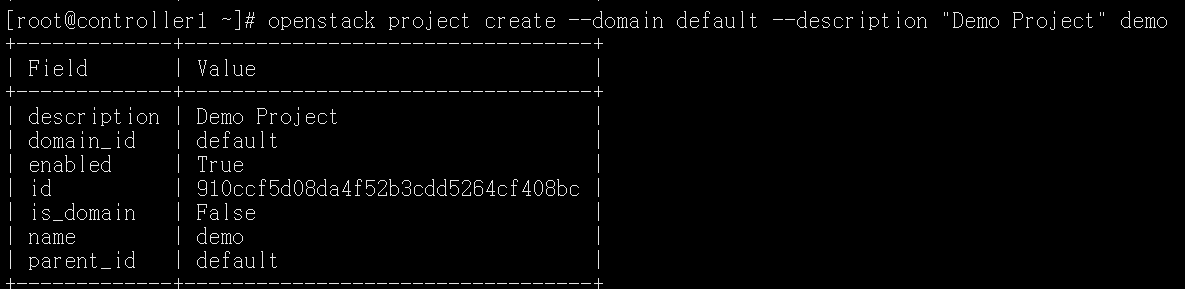 [root@controller1 ~]# openstack project create --domain default --description "Demo Project" demo
+-------------+----------------------------------+
| Field       | Value                            |
+-------------+----------------------------------+
| description | Demo Project                     |
| domain_id   | default                          |
| enabled     | True                             |
| id          | 910ccf5d08da4f52b3cdd5264cf408bc |
| is_domain   | False                            |
| name        | demo                             |
| parent_id   | default                          |
+-------------+----------------------------------+